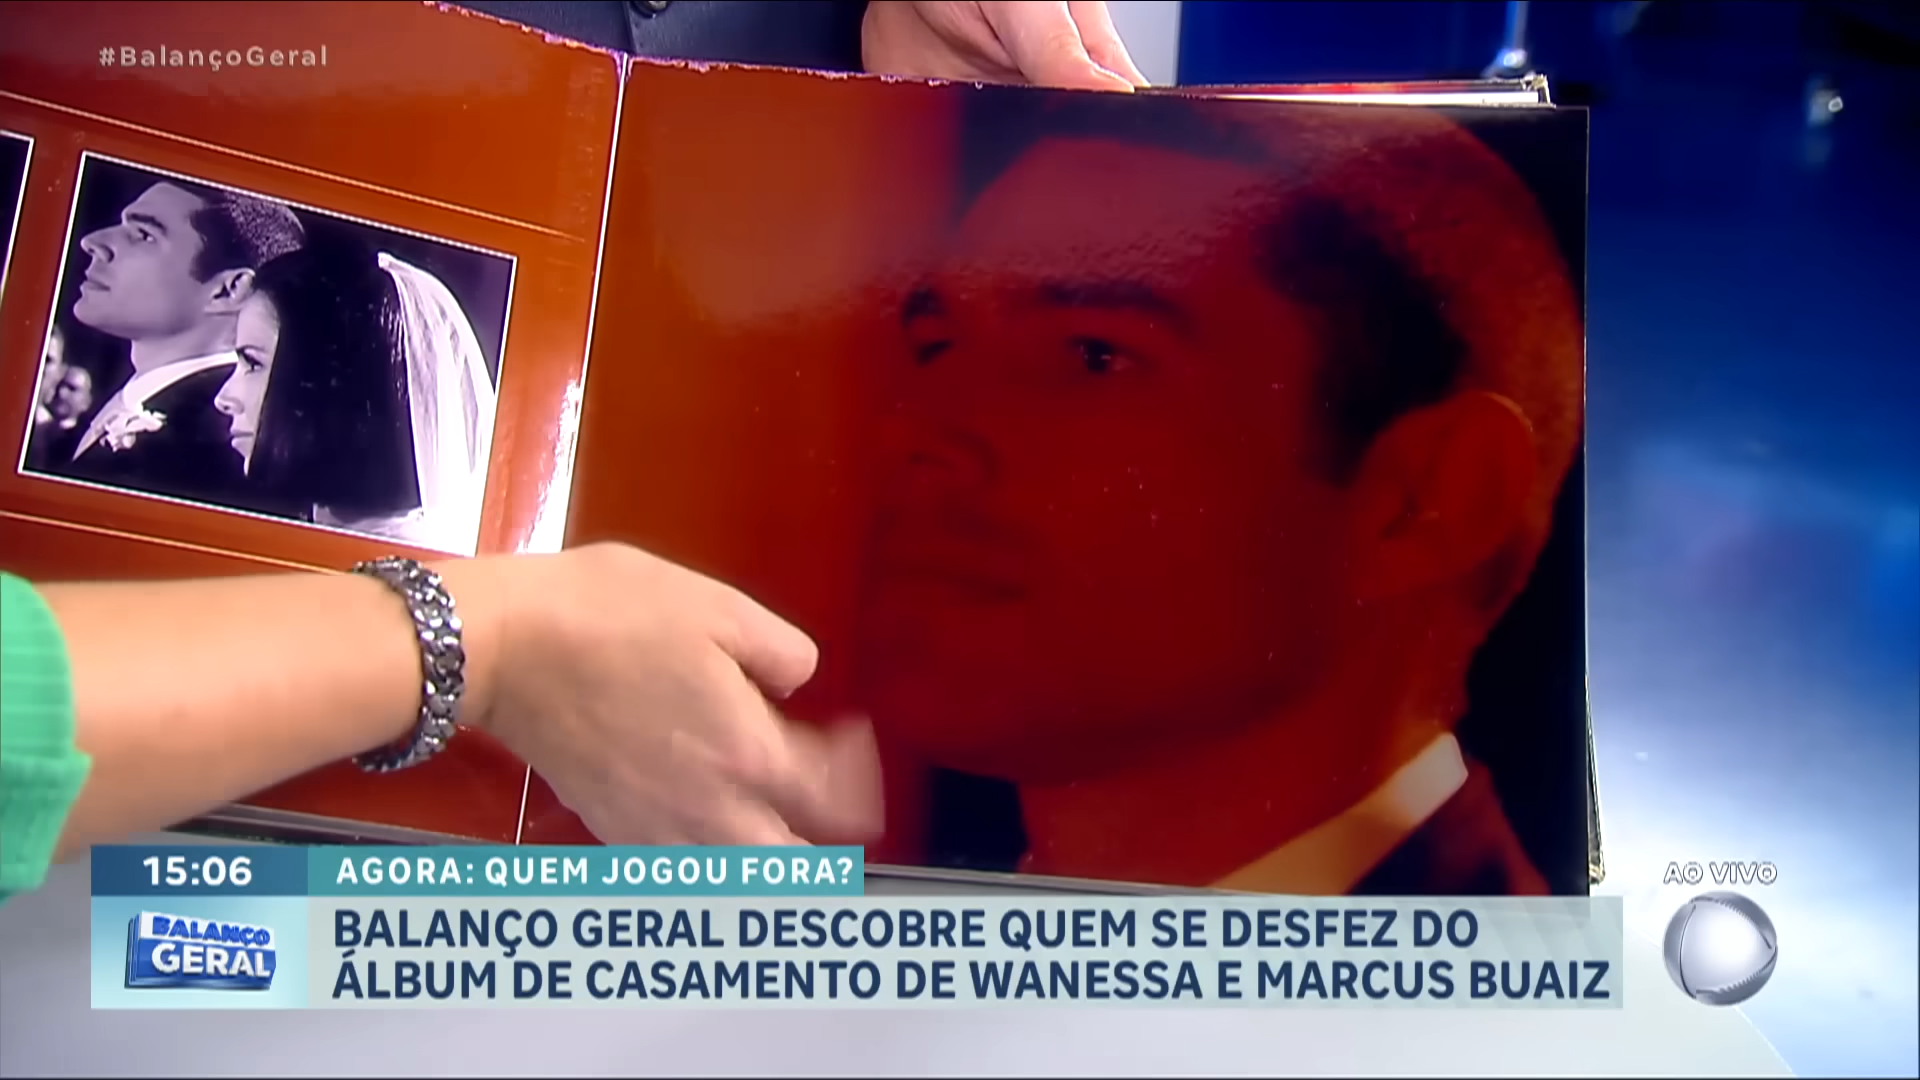 #BalançoGeral
15:06
AGORA: QUEM JOGOU FORA?
BALANÇO GERAL
BALANÇO GERAL DESCOBRE QUEM SE DESFEZ DO
ÁLBUM DE CASAMENTO DE WANESSA E MARCUS BUAIZ
AO VIVO